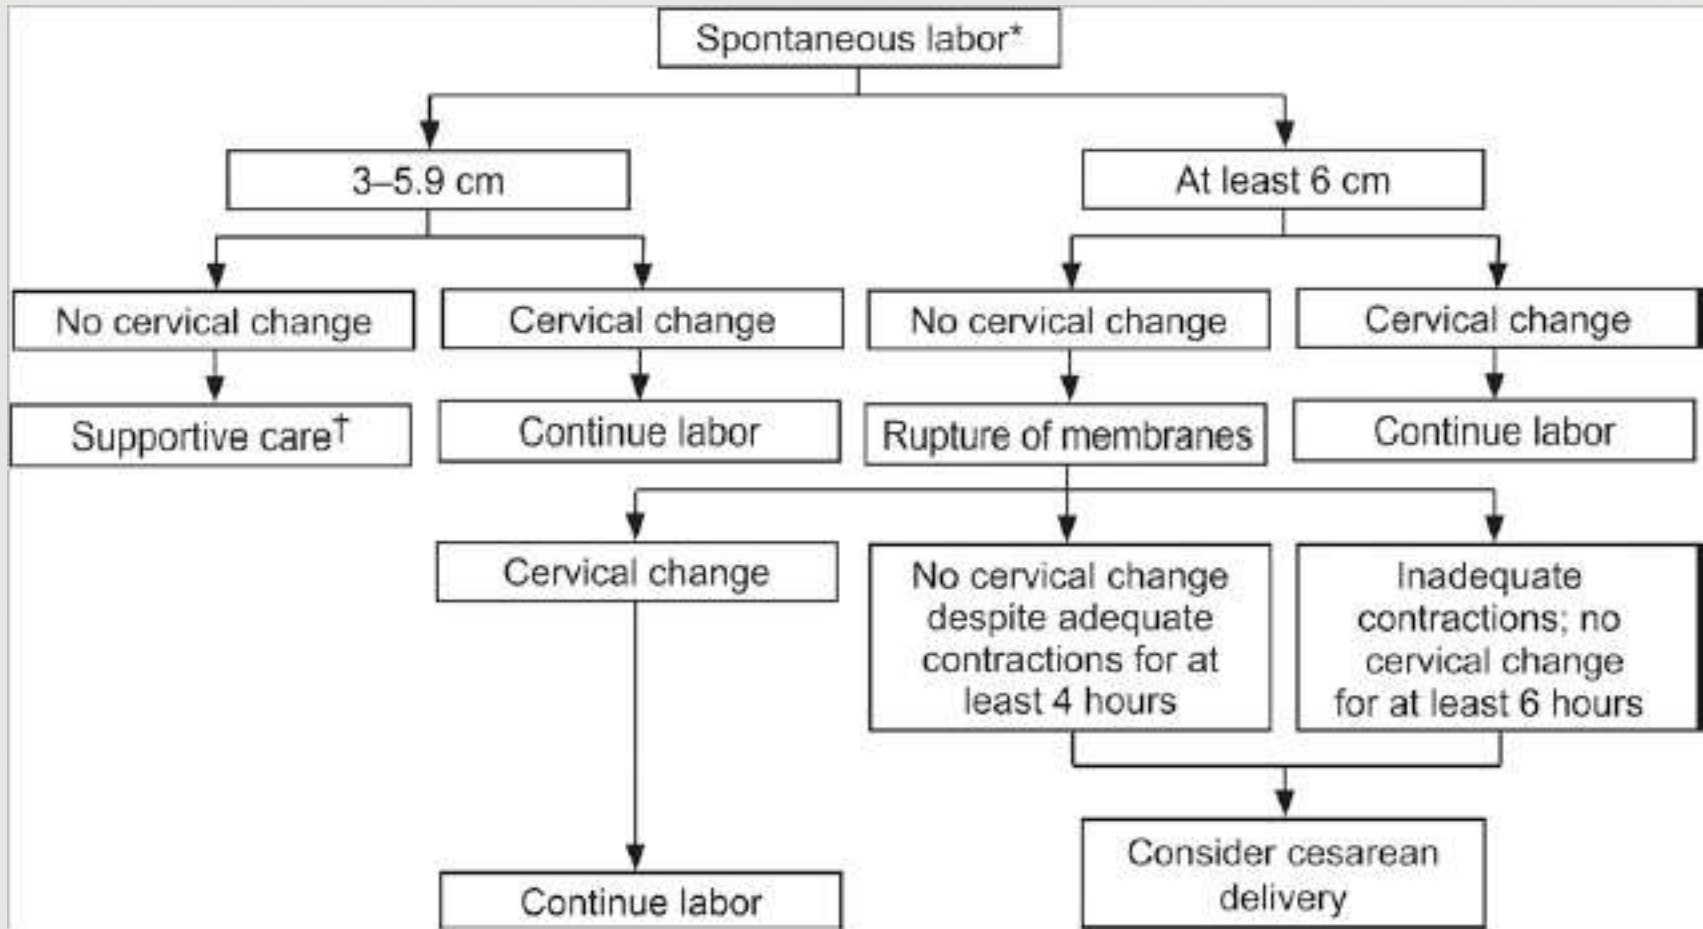 Spontaneous labor*
3–5.9 cm
At least 6 cm
No cervical change
Cervical change
No cervical change
Cervical change
Supportive care†
Continue labor
Rupture of membranes
Continue labor
Cervical change
No cervical change
despite adequate
contractions for at
least 4 hours
Inadequate
contractions; no
cervical change
for at least 6 hours
Continue labor
Consider cesarean
delivery